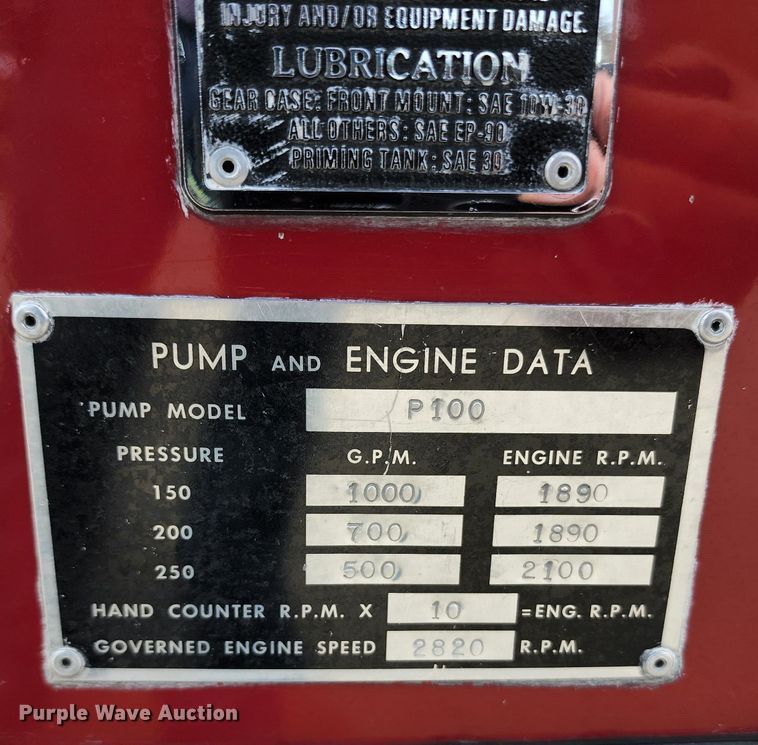 INJURY AND/OR EQUIPMENT DAMAGE.
LUBRICATION
GEAR CASE: FRONT MOUNT: SAE 10W-30
ALL OTHERS: SAE EP-90
PRIMING TANK: SAE 30
PUMP AND ENGINE DATA
PUMP MODEL P100
PRESSURE G.P.M. ENGINE R.P.M.
150 1000 1890
200 700 1890
250 500 2100
HAND COUNTER R.P.M. X 10 =ENG. R.P.M.
GOVERNED ENGINE SPEED 2820 R.P.M.
Purple Wave Auction